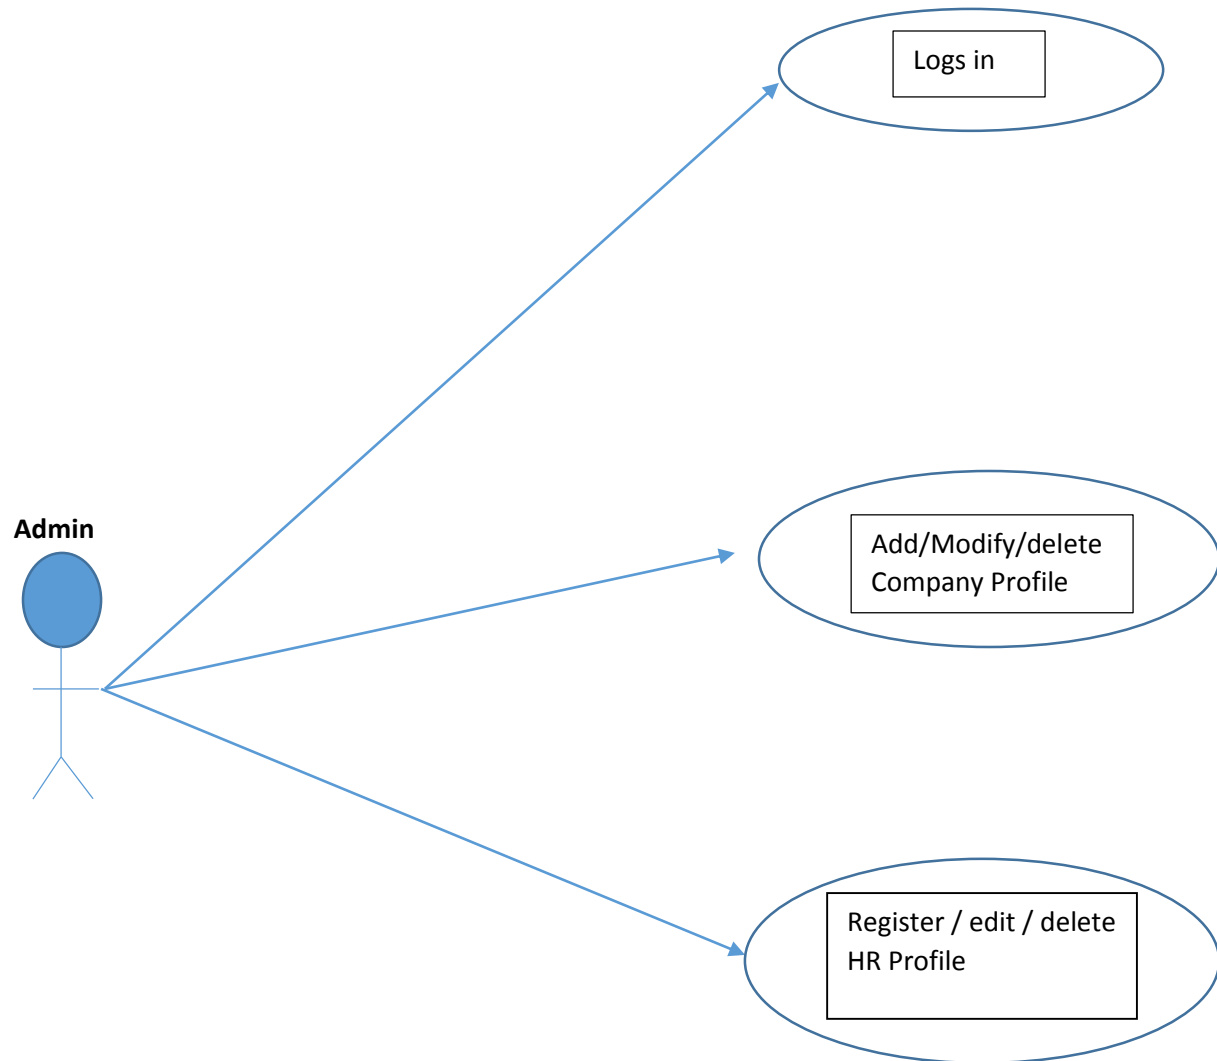 Logs in
Admin
Add/Modify/delete
Company Profile
Register / edit / delete
HR Profile